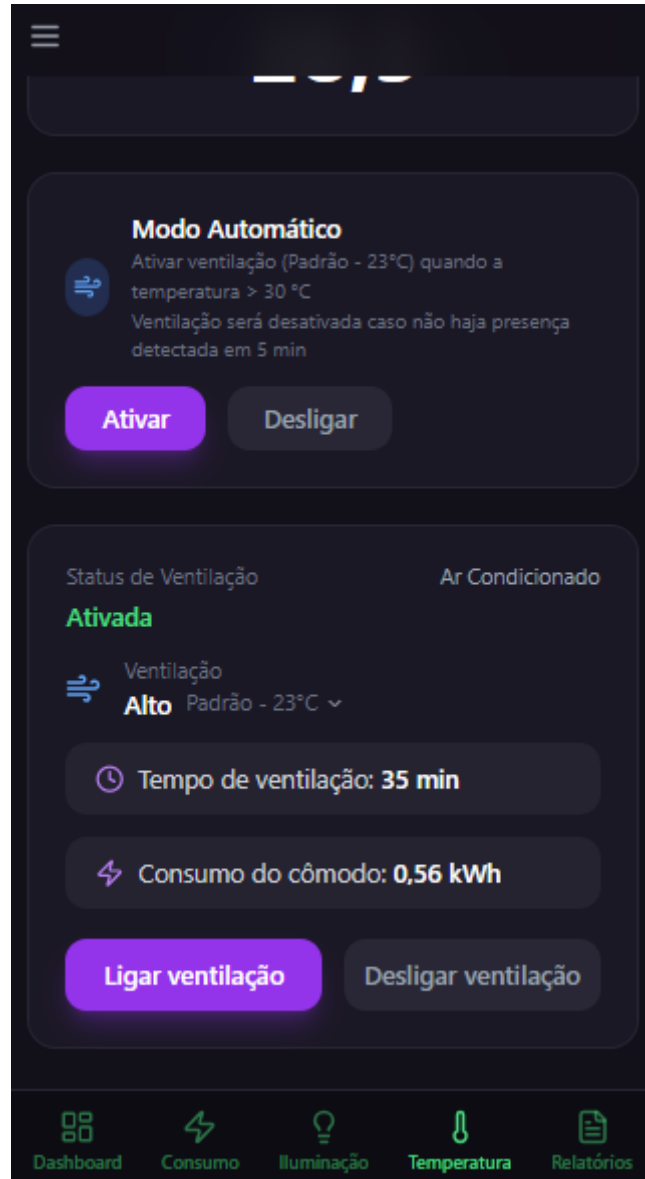 Modo Automático
Ativar ventilação (Padrão - 23°C) quando a
temperatura > 30 °C
Ventilação será desativada caso não haja presença
detectada em 5 min
Ativar Desligar
Status de Ventilação Ar Condicionado
Ativada
Ventilação
Alto Padrão - 23°C
Tempo de ventilação: 35 min
Consumo do cômodo: 0,56 kWh
Ligar ventilação Desligar ventilação
Dashboard Consumo Iluminação Temperatura Relatórios